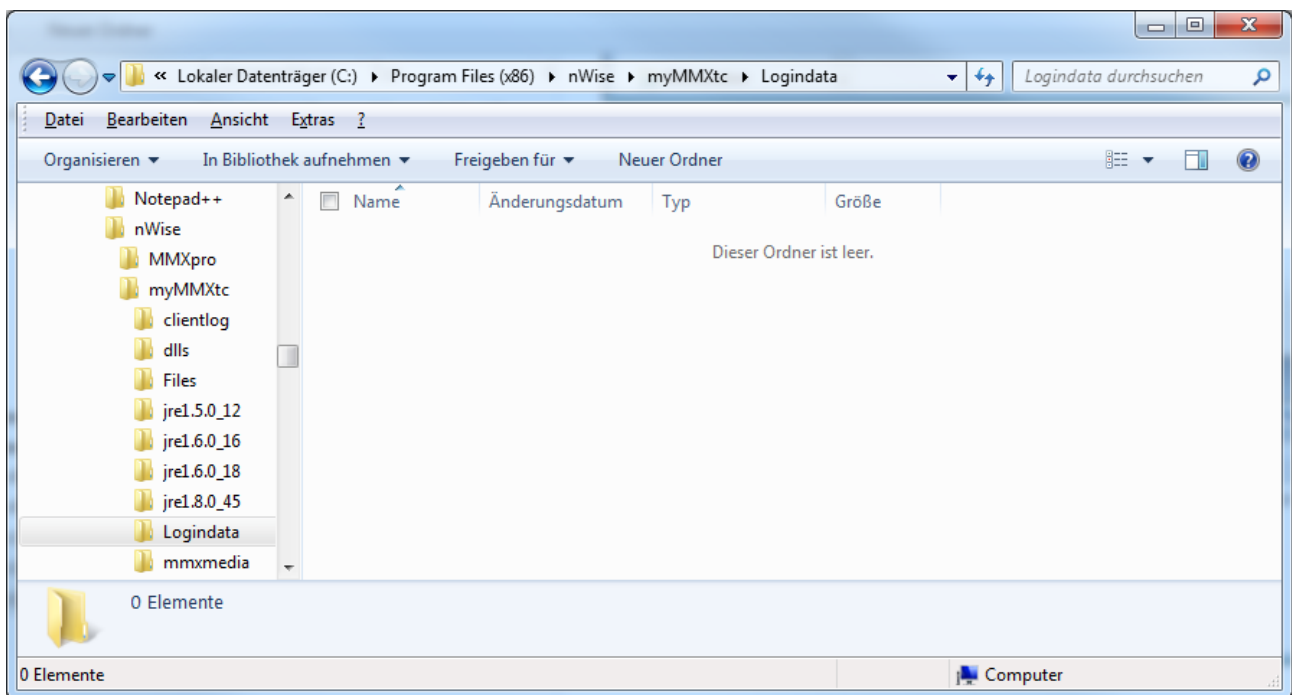 Neuer Ordner
« Lokaler Datenträger (C:) Program Files (x86) nWise myMMXtc Logindata Logindata durchsuchen
Datei Bearbeiten Ansicht Extras ?
Organisieren In Bibliothek aufnehmen Freigeben für Neuer Ordner
Notepad++ Name Änderungsdatum Typ Größe
nWise
Dieser Ordner ist leer.
MMXpro
myMMXtc
clientlog
dlls
Files
jre1.5.0_12
jre1.6.0_16
jre1.6.0_18
jre1.8.0_45
Logindata
mmxmedia
0 Elemente
0 Elemente Computer